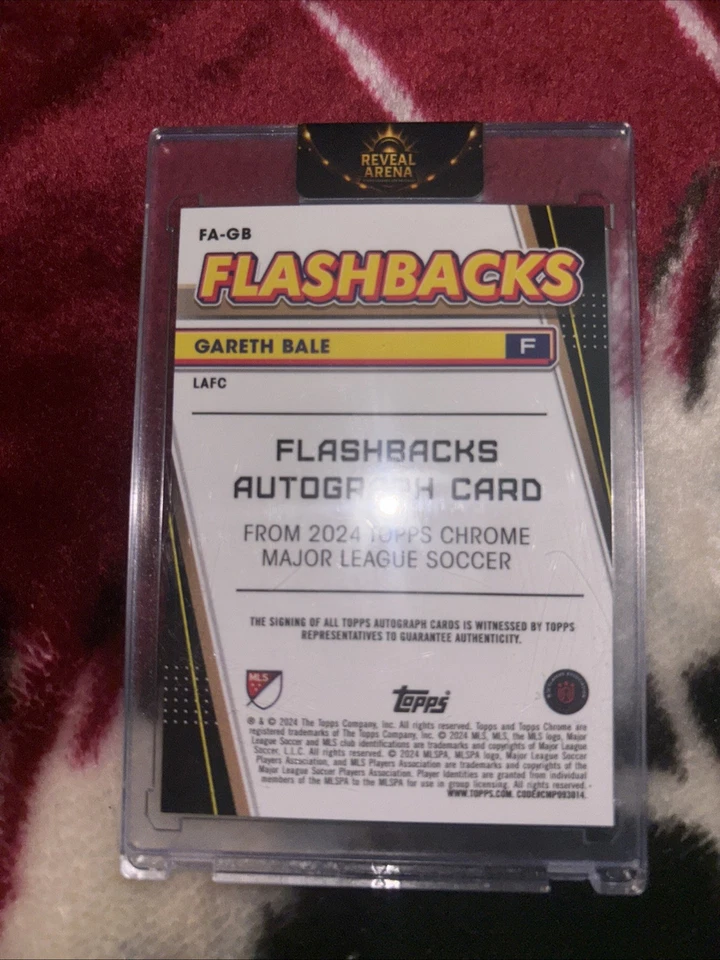 REVEAL
ARENA
FA-GB
FLASHBACKS
GARETH BALE F
LAFC
FLASHBACKS
AUTOGRAPH CARD
FROM 2024 TOPPS CHROME
MAJOR LEAGUE SOCCER
THE SIGNING OF ALL TOPPS AUTOGRAPH CARDS IS WITNESSED BY TOPPS
REPRESENTATIVES TO GUARANTEE AUTHENTICITY.
MLS
Topps
® & © 2024 The Topps Company, Inc. All rights reserved. Topps and Topps Chrome are
registered trademarks of The Topps Company, Inc. © 2024 MLS, MLS, the MLS logo, Major
League Soccer and MLS club identifications are trademarks and copyrights of Major League
Soccer, L.L.C. All rights reserved. © 2024 MLSPA, MLSPA logo, Major League Soccer
Players Association, and MLS Players Association are trademarks and copyrights of the
Major League Soccer Players Association. Player Identities are granted from individual
members of the MLSPA to the MLSPA for use in group licensing. All rights reserved.
WWW.TOPPS.COM. CODE#CMP093014.